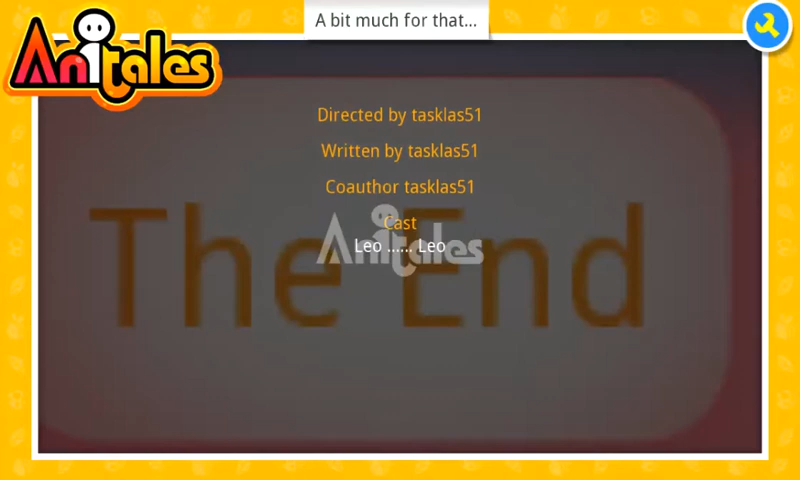 A bit much for that...
Anitales
Directed by tasklas51
Written by tasklas51
Coauthor tasklas51
Cast
Leo ...... Leo
Anitales
The End